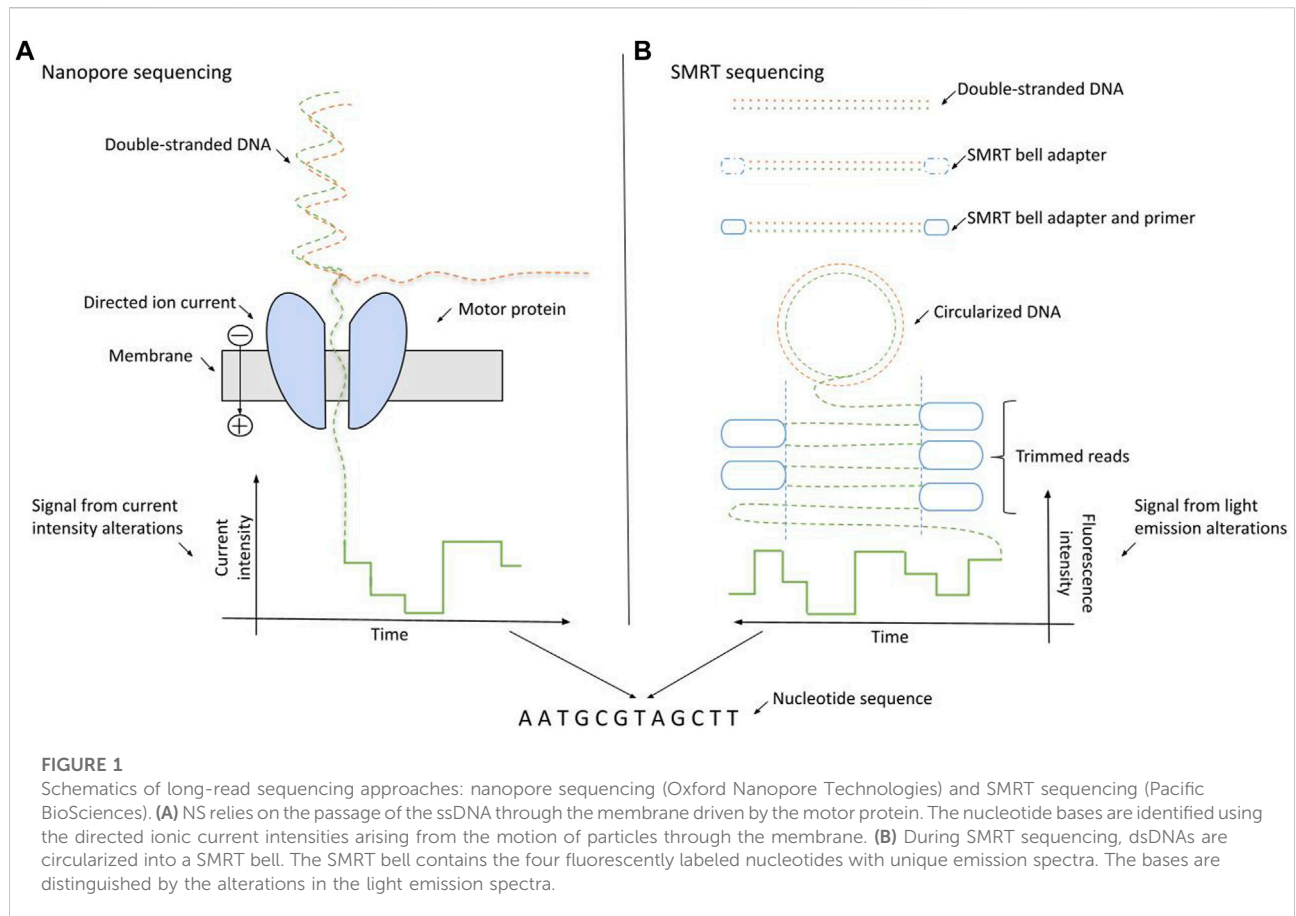 A
Nanopore sequencing
Double-stranded DNA
Directed ion current
Motor protein
Membrane
−
+
Signal from current
intensity alterations
Current
intensity
Time
B
SMRT sequencing
Double-stranded DNA
SMRT bell adapter
SMRT bell adapter and primer
Circularized DNA
Trimmed reads
Signal from light
emission alterations
Fluorescence
intensity
Time
AATGCGTAGCTT
Nucleotide sequence
FIGURE 1
Schematics of long-read sequencing approaches: nanopore sequencing (Oxford Nanopore Technologies) and SMRT sequencing (Pacific
BioSciences). (A) NS relies on the passage of the ssDNA through the membrane driven by the motor protein. The nucleotide bases are identified using
the directed ionic current intensities arising from the motion of particles through the membrane. (B) During SMRT sequencing, dsDNAs are
circularized into a SMRT bell. The SMRT bell contains the four fluorescently labeled nucleotides with unique emission spectra. The bases are
distinguished by the alterations in the light emission spectra.